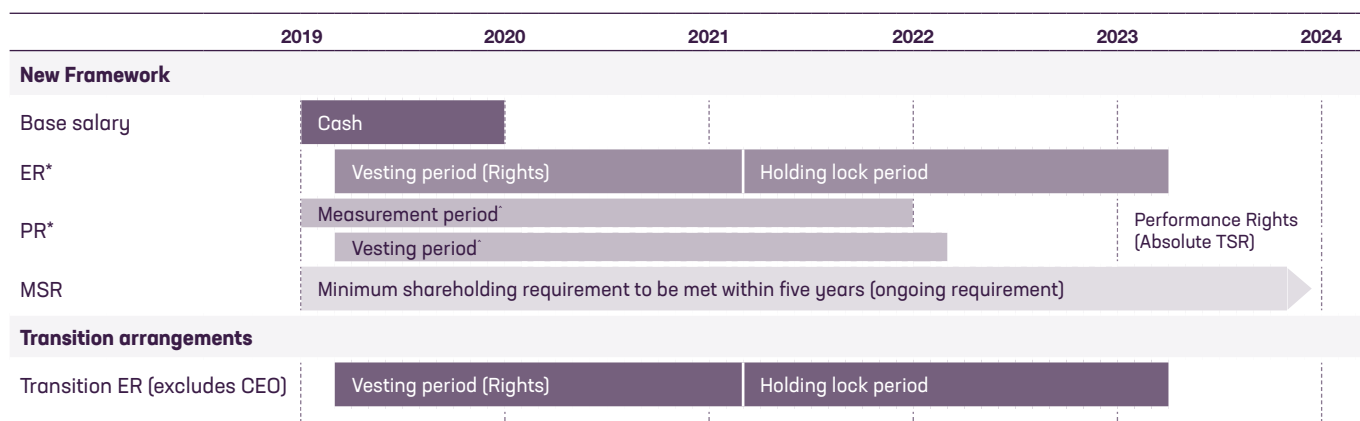 2019 2020 2021 2022 2023 2024
New Framework
Base salary Cash
ER* Vesting period (Rights) Holding lock period
PR* Measurement period^
Vesting period^
Performance Rights
(Absolute TSR)
MSR Minimum shareholding requirement to be met within five years (ongoing requirement)
Transition arrangements
Transition ER (excludes CEO) Vesting period (Rights) Holding lock period